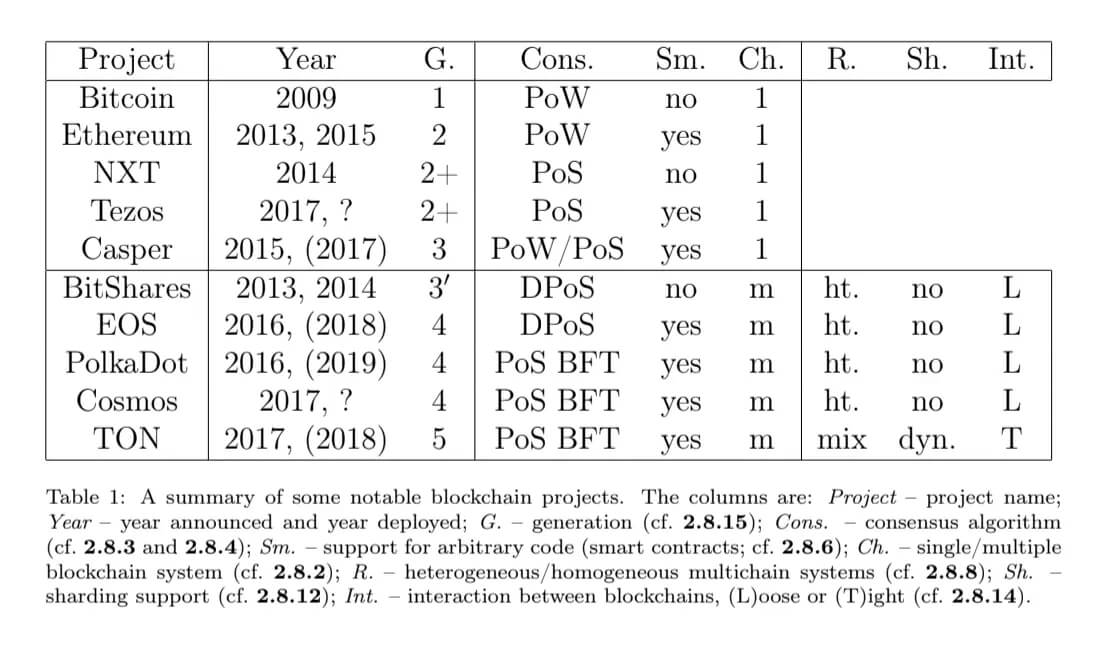 Project Year G. Cons. Sm. Ch. R. Sh. Int.
Bitcoin 2009 1 PoW no 1
Ethereum 2013, 2015 2 PoW yes 1
NXT 2014 2+ PoS no 1
Tezos 2017, ? 2+ PoS yes 1
Casper 2015, (2017) 3 PoW/PoS yes 1
BitShares 2013, 2014 3′ DPoS no m ht. no L
EOS 2016, (2018) 4 DPoS yes m ht. no L
PolkaDot 2016, (2019) 4 PoS BFT yes m ht. no L
Cosmos 2017, ? 4 PoS BFT yes m ht. no L
TON 2017, (2018) 5 PoS BFT yes m mix dyn. T
Table 1: A summary of some notable blockchain projects. The columns are: Project – project name;
Year – year announced and year deployed; G. – generation (cf. 2.8.15); Cons. – consensus algorithm
(cf. 2.8.3 and 2.8.4); Sm. – support for arbitrary code (smart contracts; cf. 2.8.6); Ch. – single/multiple
blockchain system (cf. 2.8.2); R. – heterogeneous/homogeneous multichain systems (cf. 2.8.8); Sh. –
sharding support (cf. 2.8.12); Int. – interaction between blockchains, (L)oose or (T)ight (cf. 2.8.14).